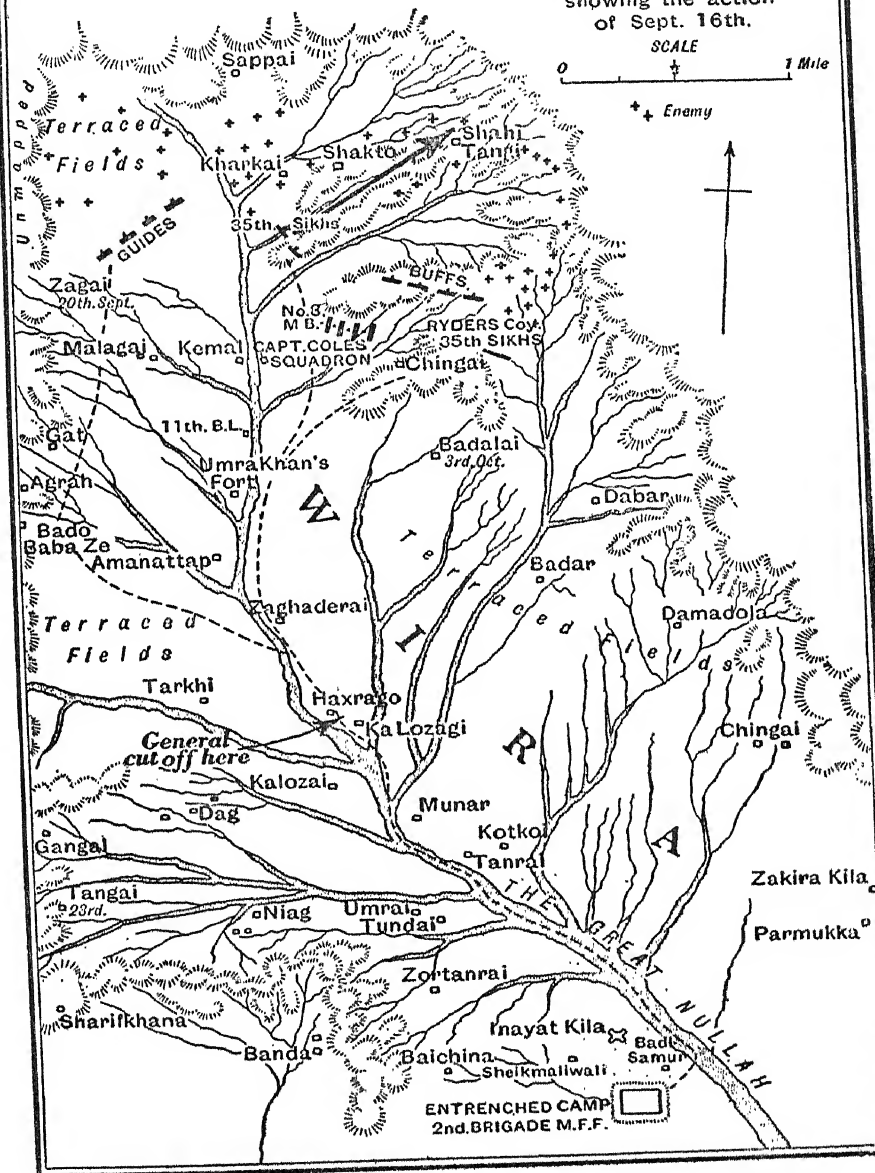 showing the action
of Sept. 16th.
SCALE
0 ½ 1 Mile
Enemy
Unmapped
Sappai
Terraced
Fields
Kharkai
Shakto
Shahi
Tangi
35th. Sikhs
GUIDES
Zagai
20th. Sept.
BUFFS
No. 8.
M B.
RYDERS Coy.
35th SIKHS
Malagai
Kemal
CAPT. COLES
SQUADRON
Chingai
11th. B.L.
Gat
Badalai
3rd. Oct.
Umra Khan's
Fort
Agrah
Dabar
Bado
Baba Ze
Amanattap
Badar
Terraced Fields
Zaghaderai
Damadola
Terraced
Fields
Tarkhi
Haxrago
Ka Lozagi
Chingai
General
cut off here
Kalozai
Dag
Munar
WIRA
Gangal
Kotkoi
Tanrai
Tangai
23rd.
Niag
Umrai
Tundai
Zakira Kila
Parmukka
THE GREAT NULLAH
Zortanrai
Sharifkhana
Inayat Kila
Badi
Samur
Banda
Baichina
Sheikmaliwali
ENTRENCHED CAMP
2nd. BRIGADE M.F.F.